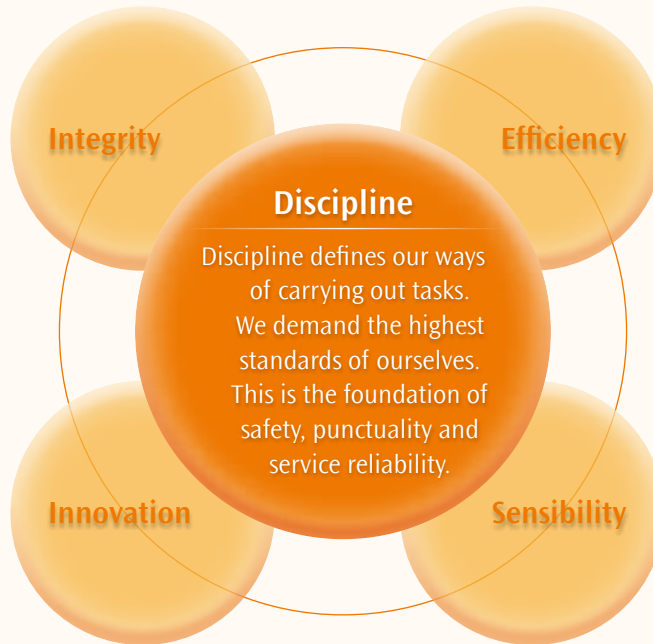 Integrity
Efficiency
Discipline
Discipline defines our ways
of carrying out tasks.
We demand the highest
standards of ourselves.
This is the foundation of
safety, punctuality and
service reliability.
Innovation
Sensibility